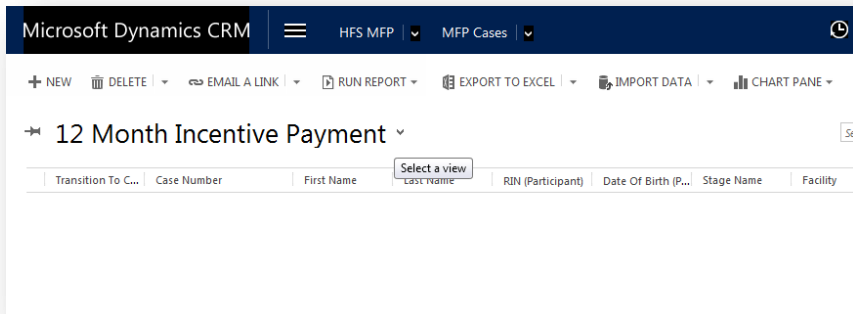 Microsoft Dynamics CRM HFS MFP MFP Cases
NEW DELETE EMAIL A LINK RUN REPORT EXPORT TO EXCEL IMPORT DATA CHART PANE
12 Month Incentive Payment Se
Select a view
Transition To C... Case Number First Name Last Name RIN (Participant) Date Of Birth (P... Stage Name Facility